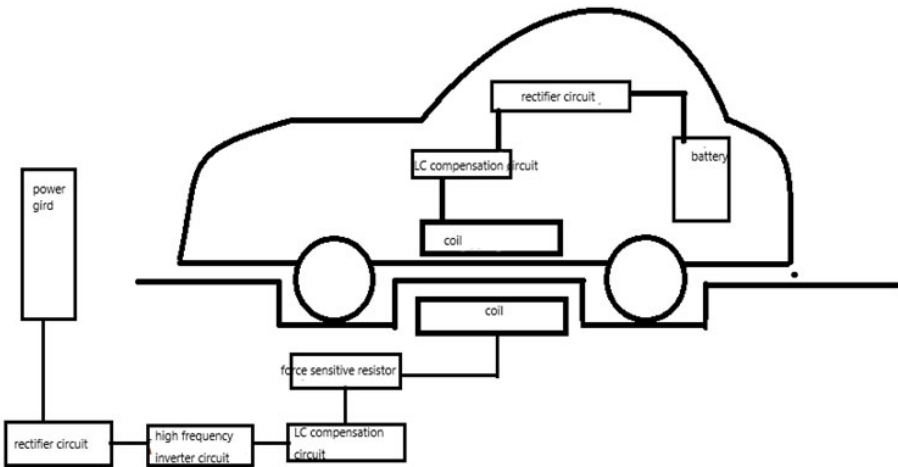 rectifier circuit
LC compensation circuit
battery
power
gird
coil
coil
force sensitive resistor
rectifier circuit
high frequency
inverter circuit
LC compensation
circuit